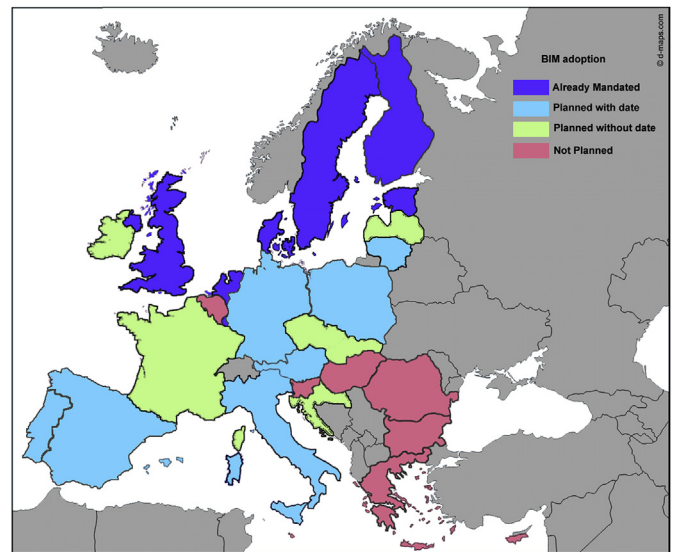 © d-maps.com
BIM adoption
Already Mandated
Planned with date
Planned without date
Not Planned